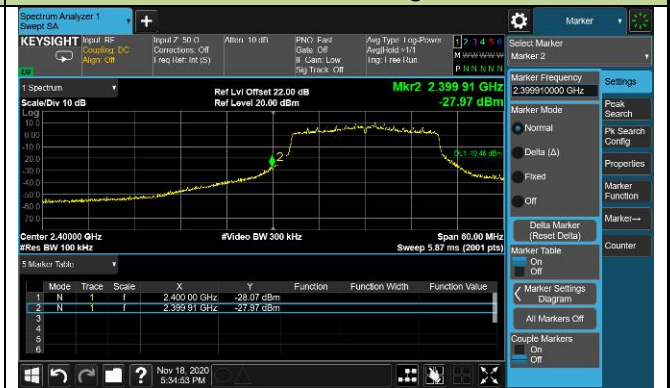 Spectrum Analyzer 1
Swept SA
Marker
KEYSIGHT
Input: RF
Coupling: DC
Align: Off
Input Z: 50 Ω
Corrections: Off
Freq Ref: Int (S)
Atten: 10 dB
PNO: Fast
Gate: Off
IF Gain: Low
Sig Track: Off
Avg Type: Log-Power
Avg|Hold:>1/1
Trig: Free Run
1 2 3 4 5 6
M W W W W W
P N N N N N
Select Marker
Marker 2
1 Spectrum
Scale/Div 10 dB
Log
Ref Lvl Offset 22.00 dB
Ref Level 20.00 dBm
Mkr2 2.399 91 GHz
-27.97 dBm
10.0
0.00
-10.0
-20.0
-30.0
-40.0
-50.0
-60.0
-70.0
2
DL1 -19.46 dBm
Center 2.40000 GHz
#Res BW 100 kHz
#Video BW 300 kHz
Span 60.00 MHz
Sweep 5.87 ms (2001 pts)
5 Marker Table
Mode Trace Scale X Y Function Function Width Function Value
1 N 1 f 2.400 00 GHz -28.07 dBm
2 N 1 f 2.399 91 GHz -27.97 dBm
3
4
5
6
Marker Frequency
2.399910000 GHz
Marker Mode
Normal
Delta (Δ)
Fixed
Off
Delta Marker
(Reset Delta)
Marker Table
On
Off
Marker Settings
Diagram
All Markers Off
Couple Markers
On
Off
Settings
Peak
Search
Pk Search
Config
Properties
Marker
Function
Marker→
Counter
Nov 18, 2020
5:34:53 PM